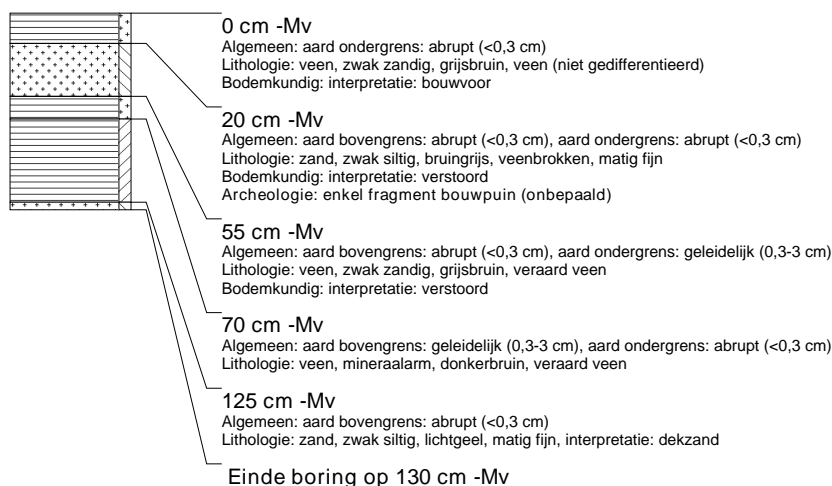 0 cm -Mv
Algemeen: aard ondergrens: abrupt (<0,3 cm)
Lithologie: veen, zwak zandig, grijsbruin, veen (niet gedifferentieerd)
Bodemkundig: interpretatie: bouwvoor
20 cm -Mv
Algemeen: aard bovengrens: abrupt (<0,3 cm), aard ondergrens: abrupt (<0,3 cm)
Lithologie: zand, zwak siltig, bruingrijs, veenbrokken, matig fijn
Bodemkundig: interpretatie: verstoord
Archeologie: enkel fragment bouwpuin (onbepaald)
55 cm -Mv
Algemeen: aard bovengrens: abrupt (<0,3 cm), aard ondergrens: geleidelijk (0,3-3 cm)
Lithologie: veen, zwak zandig, grijsbruin, veraard veen
Bodemkundig: interpretatie: verstoord
70 cm -Mv
Algemeen: aard bovengrens: geleidelijk (0,3-3 cm), aard ondergrens: abrupt (<0,3 cm)
Lithologie: veen, mineraalarm, donkerbruin, veraard veen
125 cm -Mv
Algemeen: aard bovengrens: abrupt (<0,3 cm)
Lithologie: zand, zwak siltig, lichtgeel, matig fijn, interpretatie: dekzand
Einde boring op 130 cm -Mv